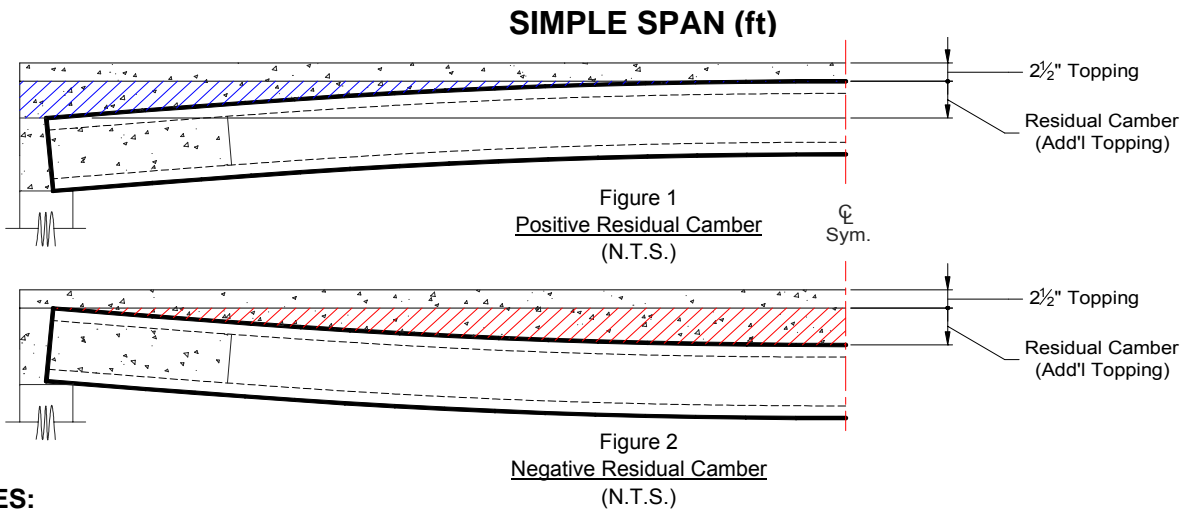 SIMPLE SPAN (ft)
2½" Topping
Residual Camber
(Add'l Topping)
Figure 1
Positive Residual Camber
(N.T.S.)
℄
Sym.
2½" Topping
Residual Camber
(Add'l Topping)
Figure 2
Negative Residual Camber
(N.T.S.)
ES: